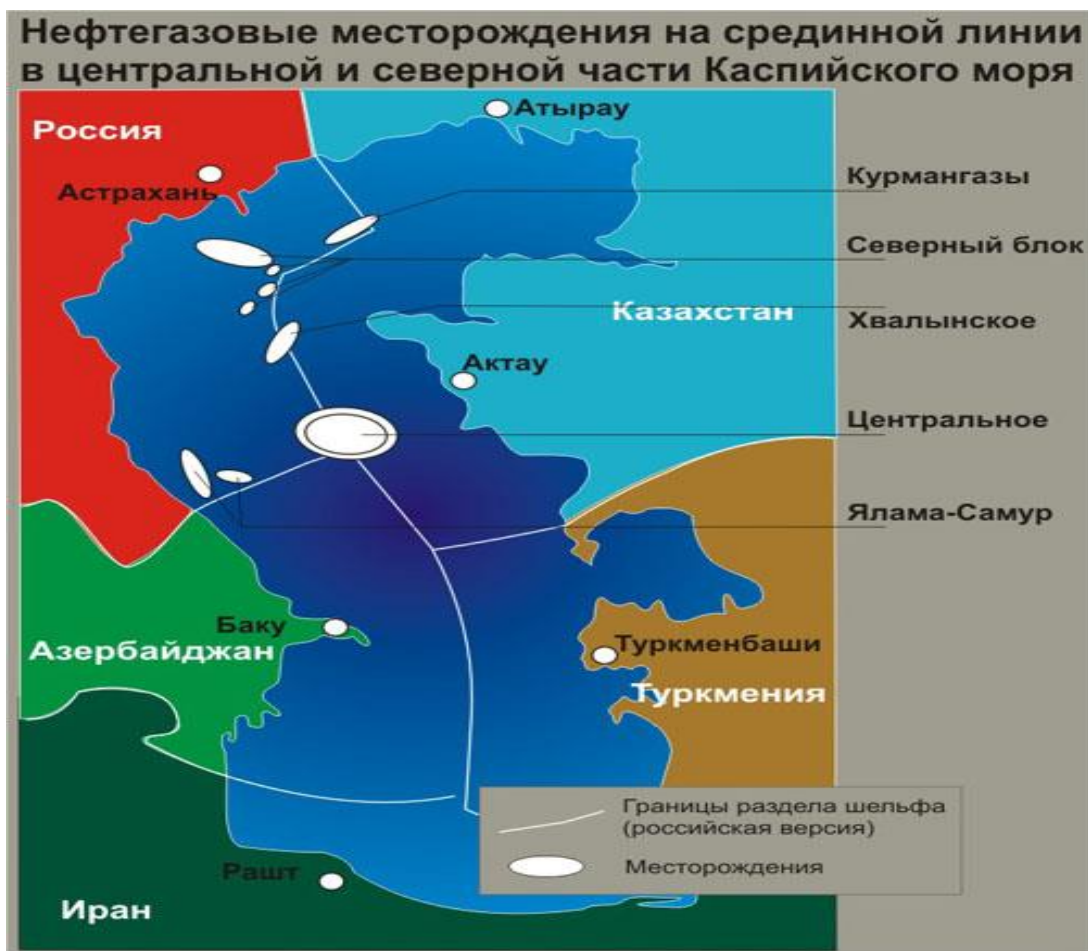 Нефтегазовые месторождения на срединной линии
в центральной и северной части Каспийского моря
Россия
Атырау
Астрахань
Курмангазы
Северный блок
Казахстан
Хвалынское
Актау
Центральное
Ялама-Самур
Баку
Азербайджан
Туркменбаши
Туркмения
Границы раздела шельфа
(российская версия)
Месторождения
Рашт
Иран